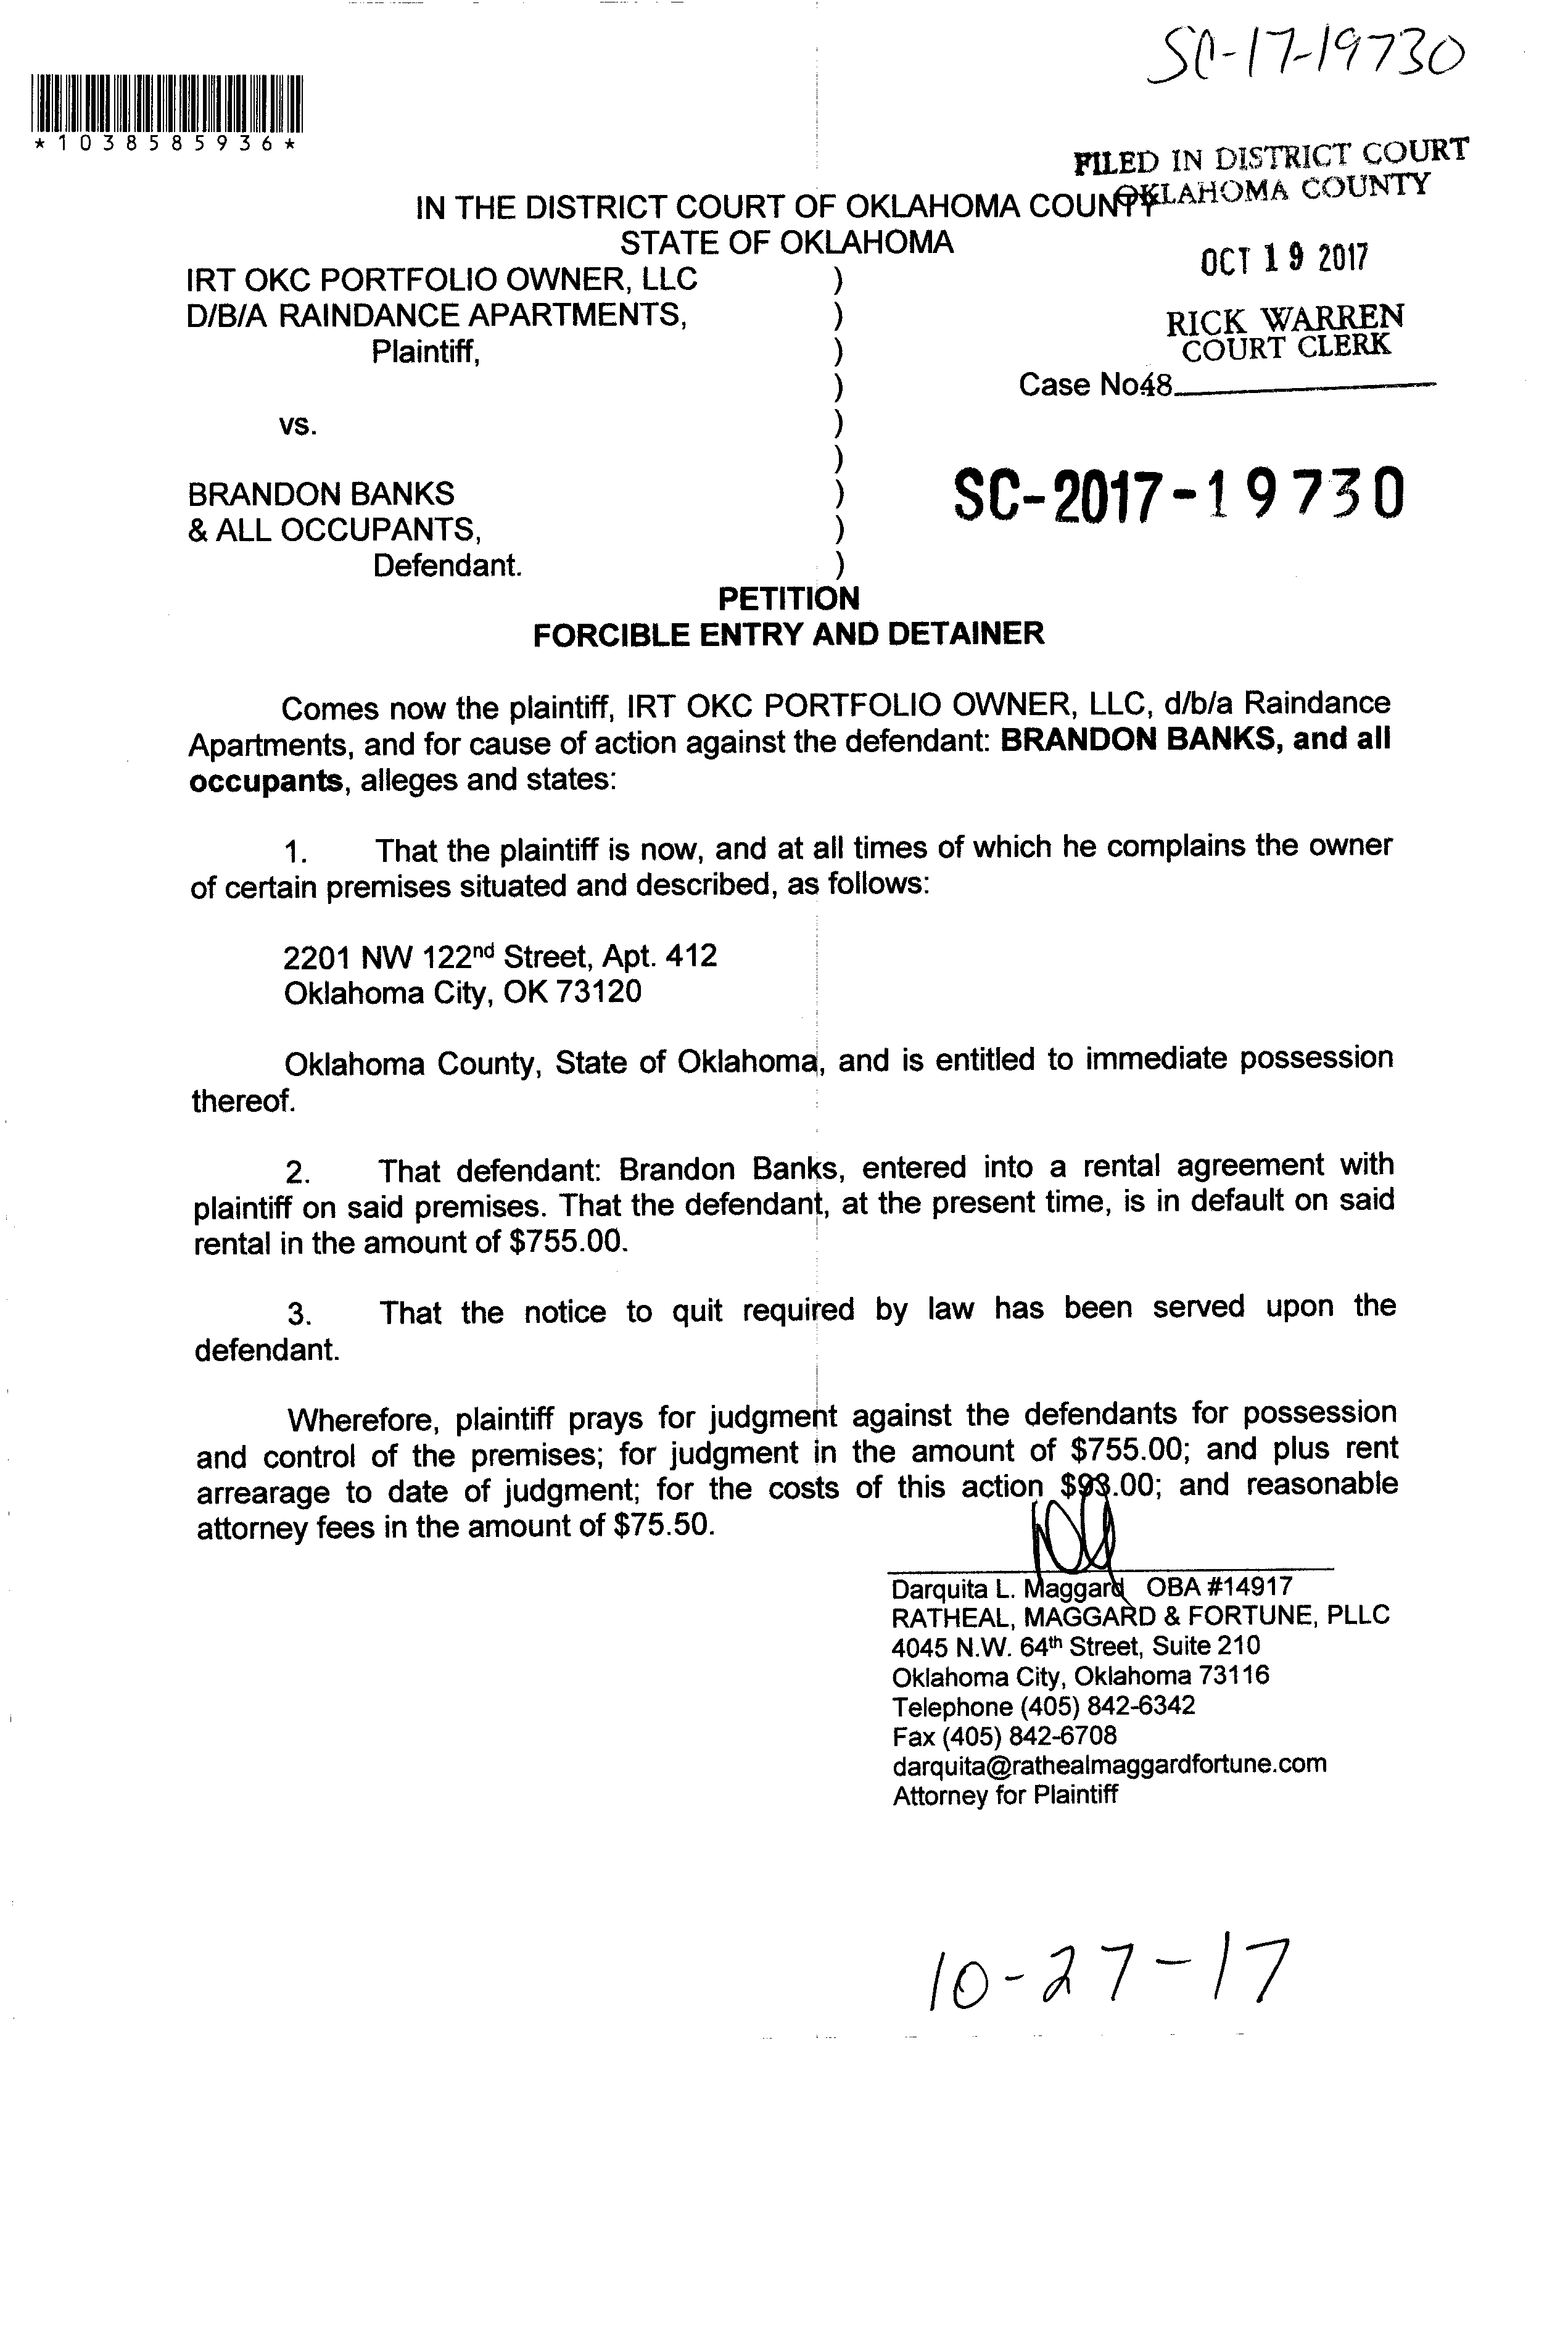 SC-17-19730
*1038585936*
FILED IN DISTRICT COURT
OKLAHOMA COUNTY
IN THE DISTRICT COURT OF OKLAHOMA COUNTY
STATE OF OKLAHOMA
OCT 19 2017
IRT OKC PORTFOLIO OWNER, LLC )
D/B/A RAINDANCE APARTMENTS, )
RICK WARREN
COURT CLERK
Plaintiff, )
) Case No48
vs. )
)
BRANDON BANKS ) SC-2017-19730
& ALL OCCUPANTS, )
Defendant. )
PETITION
FORCIBLE ENTRY AND DETAINER
Comes now the plaintiff, IRT OKC PORTFOLIO OWNER, LLC, d/b/a Raindance
Apartments, and for cause of action against the defendant: BRANDON BANKS, and all
occupants, alleges and states:
1. That the plaintiff is now, and at all times of which he complains the owner
of certain premises situated and described, as follows:
2201 NW 122nd Street, Apt. 412
Oklahoma City, OK 73120
Oklahoma County, State of Oklahoma, and is entitled to immediate possession
thereof.
2. That defendant: Brandon Banks, entered into a rental agreement with
plaintiff on said premises. That the defendant, at the present time, is in default on said
rental in the amount of $755.00.
3. That the notice to quit required by law has been served upon the
defendant.
Wherefore, plaintiff prays for judgment against the defendants for possession
and control of the premises; for judgment in the amount of $755.00; and plus rent
arrearage to date of judgment; for the costs of this action $93.00; and reasonable
attorney fees in the amount of $75.50.
Darquita L. Maggard OBA #14917
RATHEAL, MAGGARD & FORTUNE, PLLC
4045 N.W. 64th Street, Suite 210
Oklahoma City, Oklahoma 73116
Telephone (405) 842-6342
Fax (405) 842-6708
darquita@rathealmaggardfortune.com
Attorney for Plaintiff
10-27-17